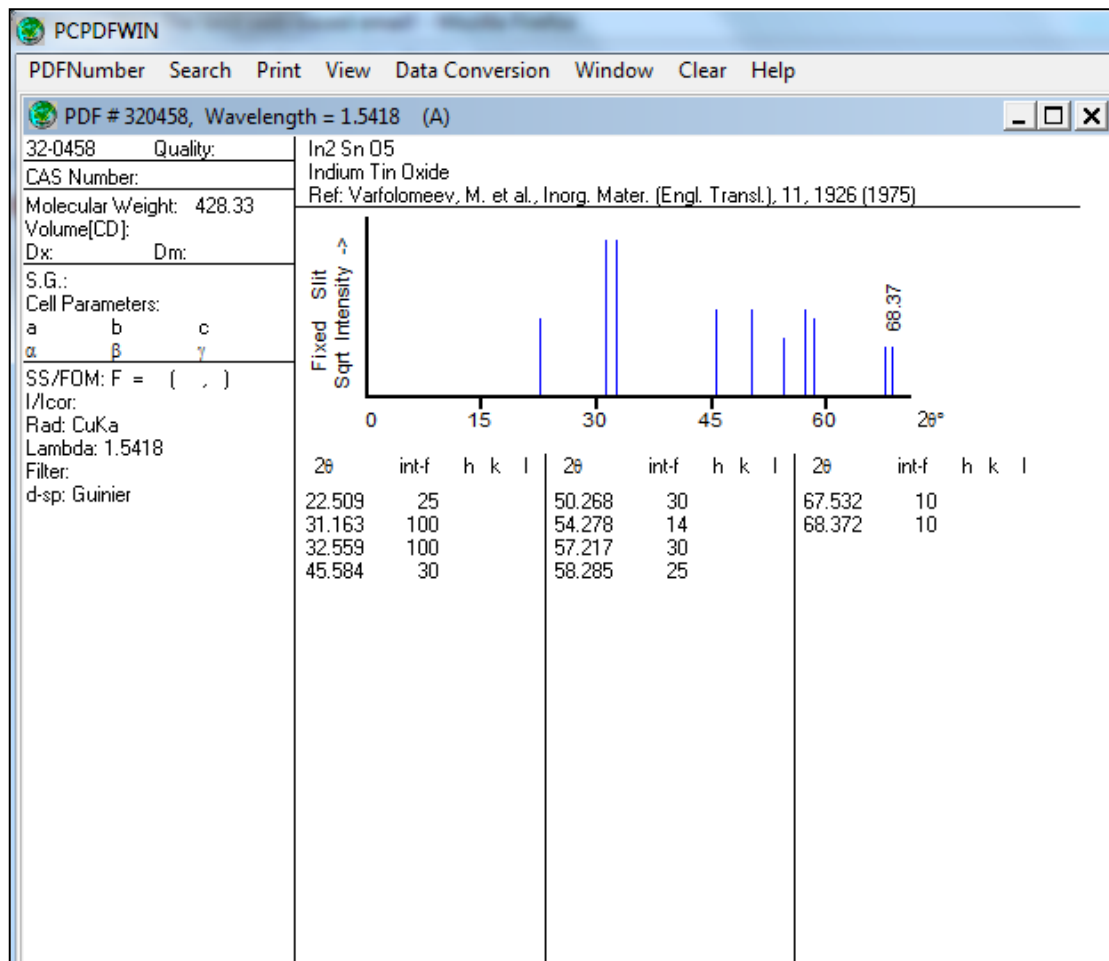 PCPDFWIN
PDFNumber Search Print View Data Conversion Window Clear Help
PDF # 320458, Wavelength = 1.5418 (A)
32-0458 Quality:
CAS Number:
Molecular Weight: 428.33
Volume[CD]:
Dx: Dm:
S.G.:
Cell Parameters:
a b c
α β γ
SS/FOM: F = ( , )
I/Icor:
Rad: CuKa
Lambda: 1.5418
Filter:
d-sp: Guinier
In2 Sn O5
Indium Tin Oxide
Ref: Varfolomeev, M. et al., Inorg. Mater. (Engl. Transl.), 11, 1926 (1975)
Fixed Slit
Sqrt Intensity ->
68.37
0 15 30 45 60 2θ°
2θ int-f h k l 2θ int-f h k l 2θ int-f h k l
22.509 25 50.268 30 67.532 10
31.163 100 54.278 14 68.372 10
32.559 100 57.217 30
45.584 30 58.285 25